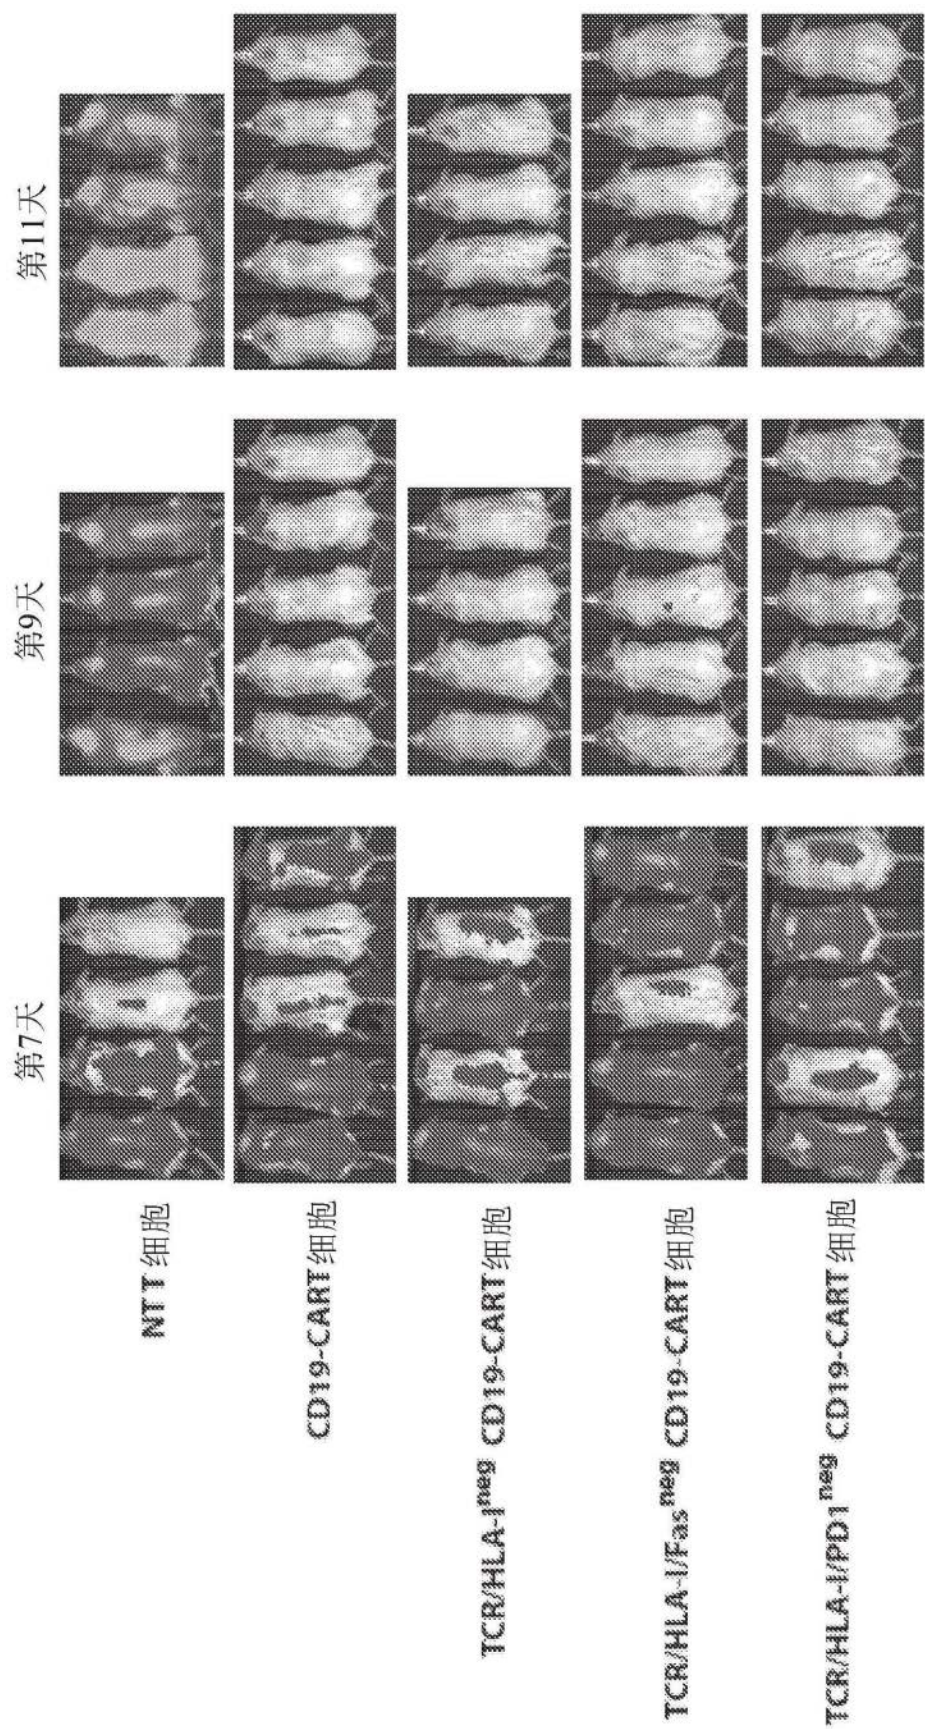 第7天
第9天
第11天
NT T 细胞
CD19-CART 细胞
TCR/HLA-I^neg CD19-CART 细胞
TCR/HLA-I/Fas^neg CD19-CART 细胞
TCR/HLA-I/PD1^neg CD19-CART 细胞